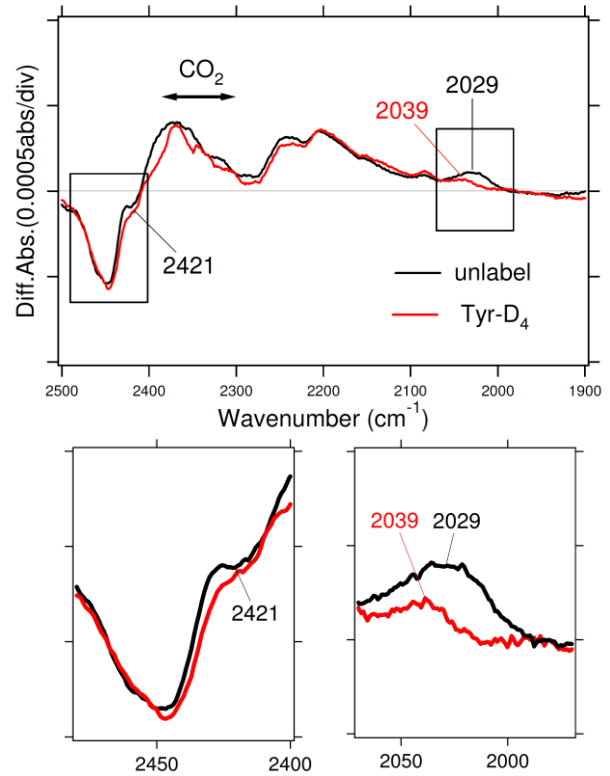 Diff.Abs.(0.0005abs/div)
CO₂
2029
2039
2421
unlabel
Tyr-D₄
2500 2400 2300 2200 2100 2000 1900
Wavenumber (cm⁻¹)
2421
2450 2400
2039 2029
2050 2000